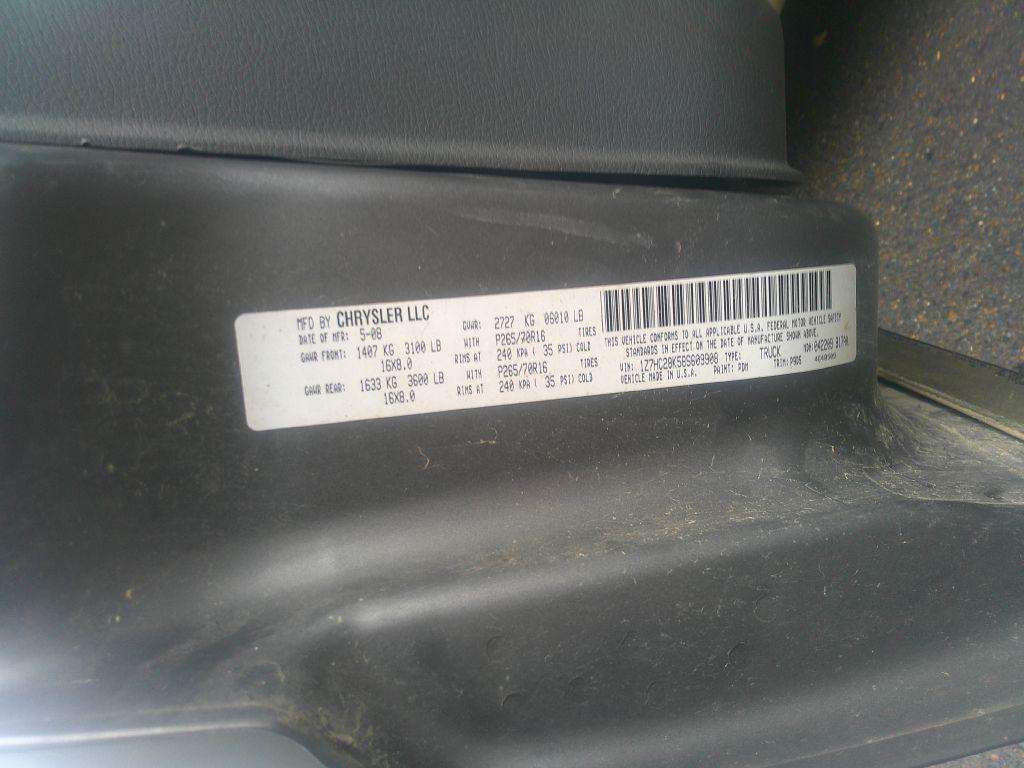 MFD BY CHRYSLER LLC
DATE OF MFR: 5-08 GVWR: 2727 KG 06010 LB
GAWR FRONT: 1407 KG 3100 LB WITH P265/70R16 TIRES
16X8.0 RIMS AT 240 KPA ( 35 PSI) COLD
GAWR REAR: 1633 KG 3600 LB WITH P265/70R16 TIRES
16X8.0 RIMS AT 240 KPA ( 35 PSI) COLD
THIS VEHICLE CONFORMS TO ALL APPLICABLE U.S.A. FEDERAL MOTOR VEHICLE SAFETY
STANDARDS IN EFFECT ON THE DATE OF MANUFACTURE SHOWN ABOVE.
VIN: TYPE: TRUCK MDH: 042209
VEHICLE MADE IN U.S.A. PAINT: PDM TRIM: